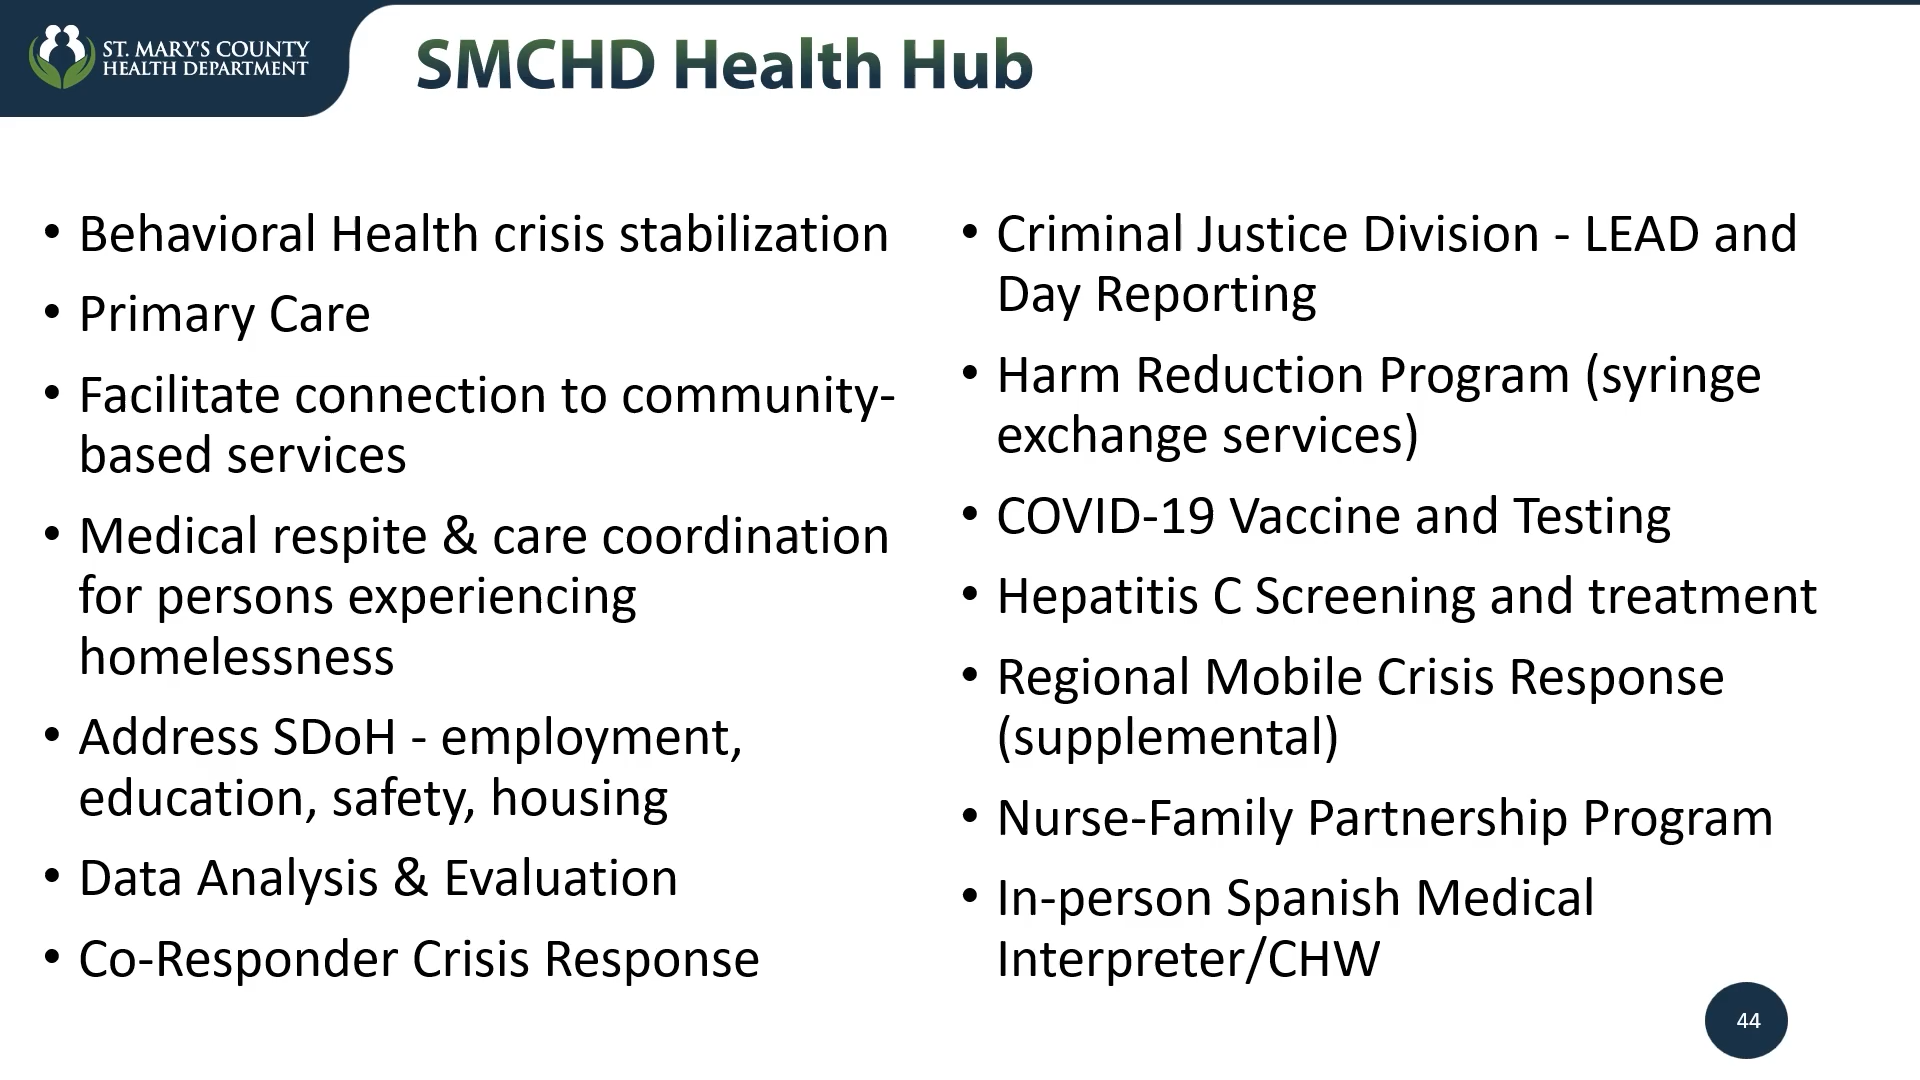 ST. MARY'S COUNTY
HEALTH DEPARTMENT
SMCHD Health Hub
• Behavioral Health crisis stabilization
• Primary Care
• Facilitate connection to community-
based services
• Medical respite & care coordination
for persons experiencing
homelessness
• Address SDoH - employment,
education, safety, housing
• Data Analysis & Evaluation
• Co-Responder Crisis Response
• Criminal Justice Division - LEAD and
Day Reporting
• Harm Reduction Program (syringe
exchange services)
• COVID-19 Vaccine and Testing
• Hepatitis C Screening and treatment
• Regional Mobile Crisis Response
(supplemental)
• Nurse-Family Partnership Program
• In-person Spanish Medical
Interpreter/CHW
44